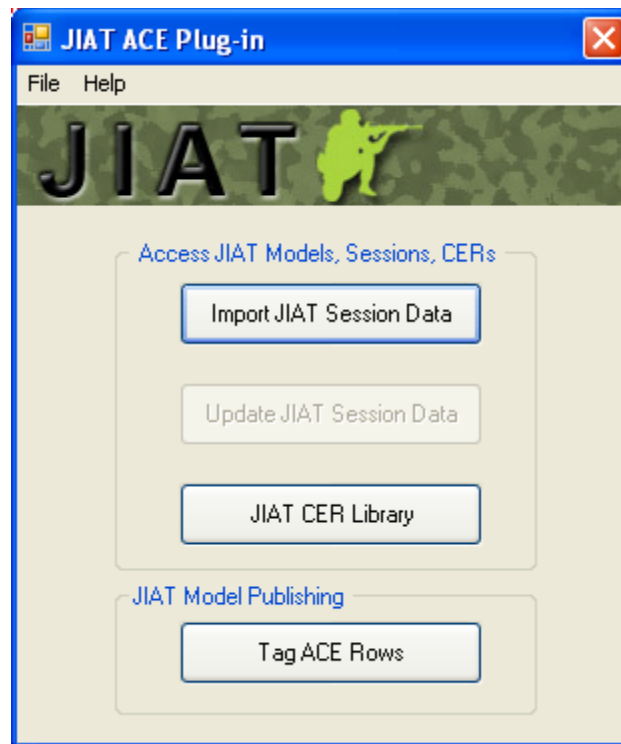 JIAT ACE Plug-in
File Help
JIAT
Access JIAT Models, Sessions, CERs
Import JIAT Session Data
Update JIAT Session Data
JIAT CER Library
JIAT Model Publishing
Tag ACE Rows